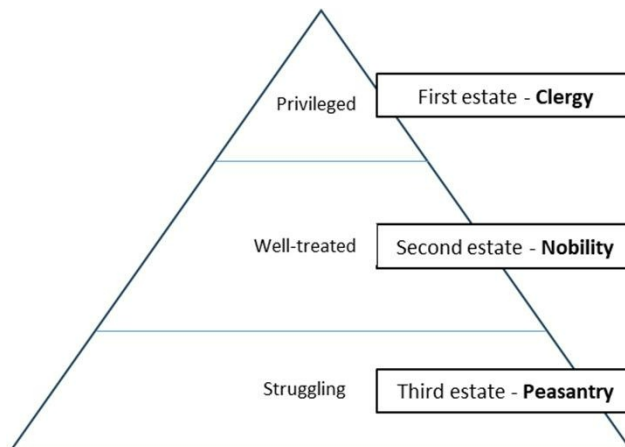 Privileged
First estate - Clergy
Well-treated
Second estate - Nobility
Struggling
Third estate - Peasantry